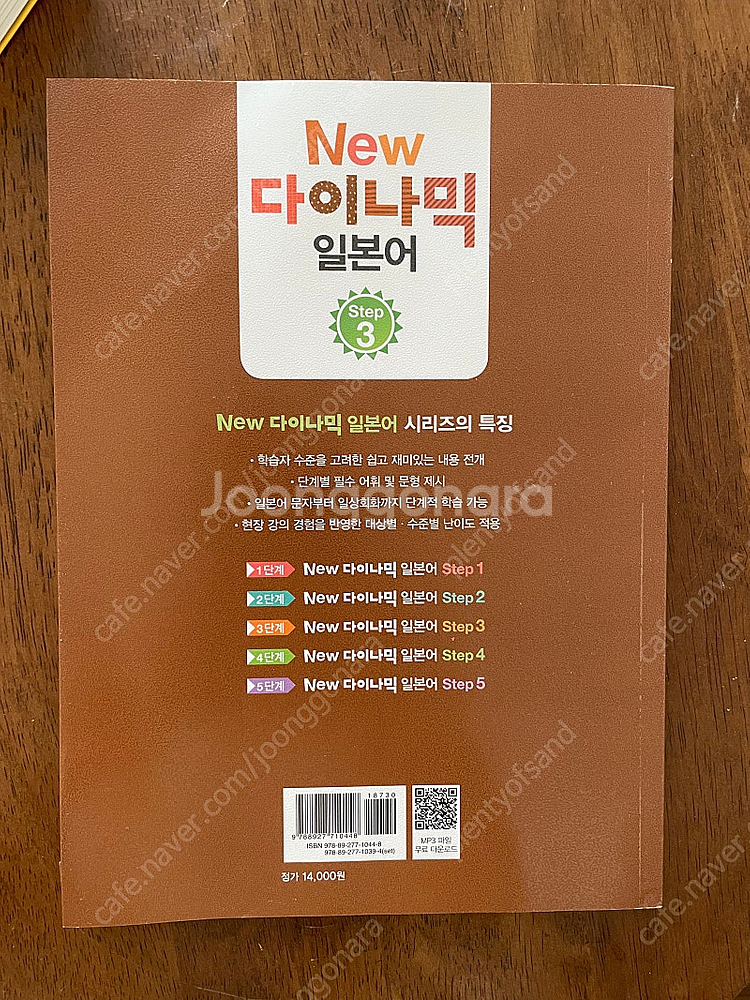 New
다이나믹
일본어
Step
3
New 다이나믹 일본어 시리즈의 특징
· 학습자 수준을 고려한 쉽고 재미있는 내용 전개
· 단계별 필수 어휘 및 문형 제시
· 일본어 문자부터 일상회화까지 단계적 학습 가능
· 현장 강의 경험을 반영한 대상별 · 수준별 난이도 적용
1단계 New 다이나믹 일본어 Step 1
2단계 New 다이나믹 일본어 Step 2
3단계 New 다이나믹 일본어 Step 3
4단계 New 다이나믹 일본어 Step 4
5단계 New 다이나믹 일본어 Step 5
18730
9 788927 710448
ISBN 978-89-277-1044-8
978-89-277-1039-4(set)
MP3 파일
무료 다운로드
정가 14,000원
Joonggonara
cafe.naver.com/joonggonara
talentyofsand